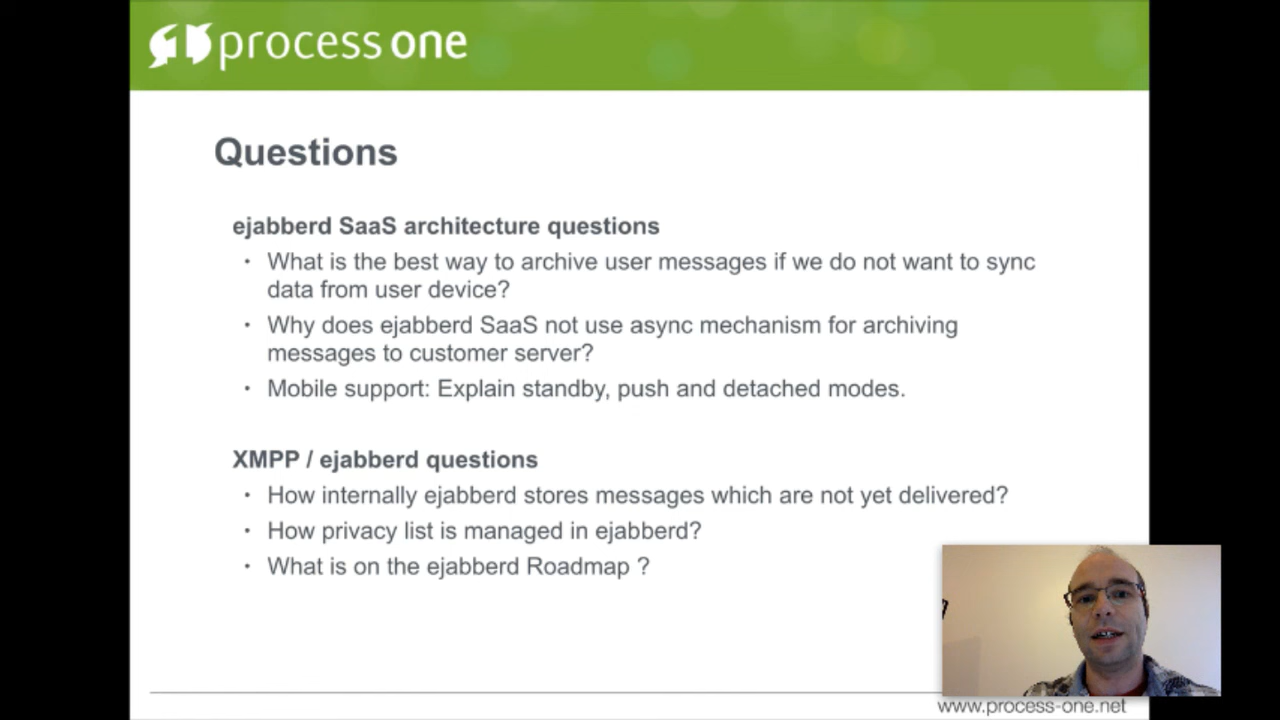 process one
Questions
ejabberd SaaS architecture questions
• What is the best way to archive user messages if we do not want to sync
data from user device?
• Why does ejabberd SaaS not use async mechanism for archiving
messages to customer server?
• Mobile support: Explain standby, push and detached modes.
XMPP / ejabberd questions
• How internally ejabberd stores messages which are not yet delivered?
• How privacy list is managed in ejabberd?
• What is on the ejabberd Roadmap ?
www.process-one.net